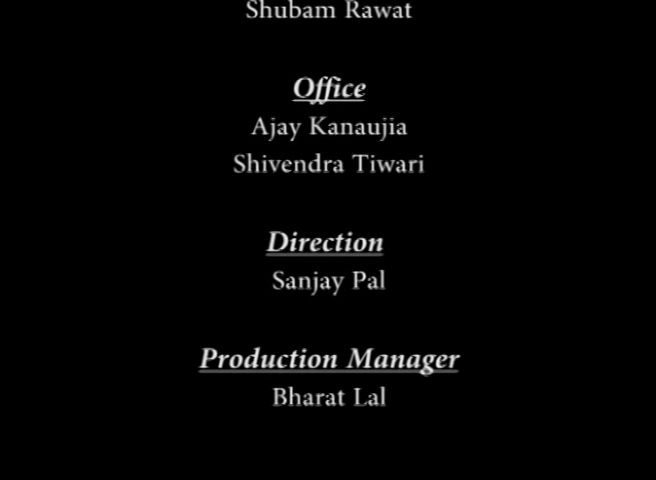 Shubam Rawat
Office
Ajay Kanaujia
Shivendra Tiwari
Direction
Sanjay Pal
Production Manager
Bharat Lal